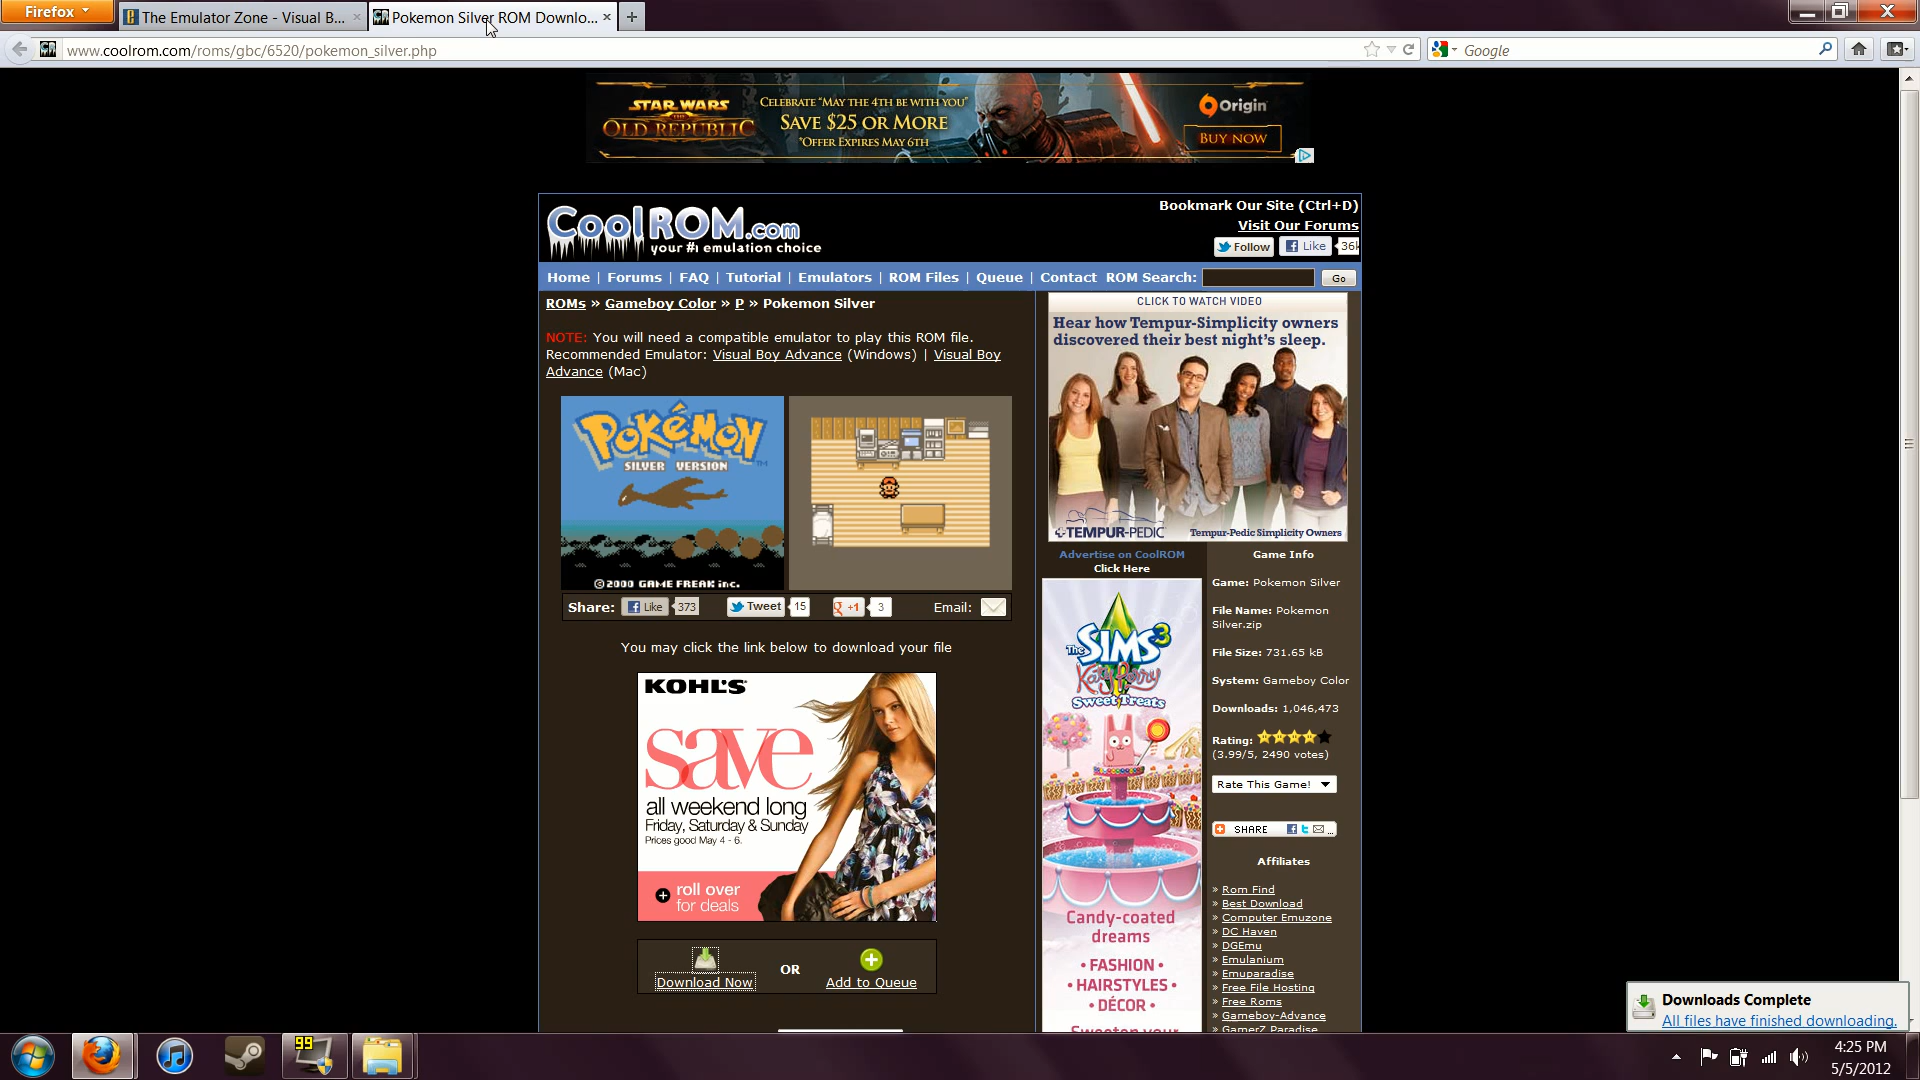 Firefox
The Emulator Zone - Visual B...
Pokemon Silver ROM Downlo...
www.coolrom.com/roms/gbc/6520/pokemon_silver.php
Google
STAR WARS
THE OLD REPUBLIC
CELEBRATE "MAY THE 4TH BE WITH YOU"
SAVE $25 OR MORE
*OFFER EXPIRES MAY 6TH
Origin
BUY NOW
CoolROM.com
your #1 emulation choice
Bookmark Our Site (Ctrl+D)
Visit Our Forums
Follow
Like
36k
Home | Forums | FAQ | Tutorial | Emulators | ROM Files | Queue | Contact ROM Search:
Go
ROMs » Gameboy Color » P » Pokemon Silver
NOTE: You will need a compatible emulator to play this ROM file.
Recommended Emulator: Visual Boy Advance (Windows) | Visual Boy
Advance (Mac)
POKéMON
SILVER VERSION TM
©2000 GAME FREAK inc.
Share: Like 373 Tweet 15 +1 3 Email:
You may click the link below to download your file
KOHL'S
save
all weekend long
Friday, Saturday & Sunday
Prices good May 4 - 6.
roll over
for deals
Download Now
OR
Add to Queue
CLICK TO WATCH VIDEO
Hear how Tempur-Simplicity owners
discovered their best night's sleep.
TEMPUR-PEDIC
Tempur-Pedic Simplicity Owners
Advertise on CoolROM
Click Here
The SIMS 3
Katy Perry
Sweet Treats
Candy-coated
dreams
• FASHION •
• HAIRSTYLES •
• DÉCOR •
Sweeten your
Game Info
Game: Pokemon Silver
File Name: Pokemon
Silver.zip
File Size: 731.65 kB
System: Gameboy Color
Downloads: 1,046,473
Rating:
(3.99/5, 2490 votes)
Rate This Game!
SHARE
Affiliates
» Rom Find
» Best Download
» Computer Emuzone
» DC Haven
» DGEmu
» Emulanium
» Emuparadise
» Free File Hosting
» Free Roms
» Gameboy-Advance
» GamerZ Paradise
Downloads Complete
All files have finished downloading.
99
4:25 PM
5/5/2012